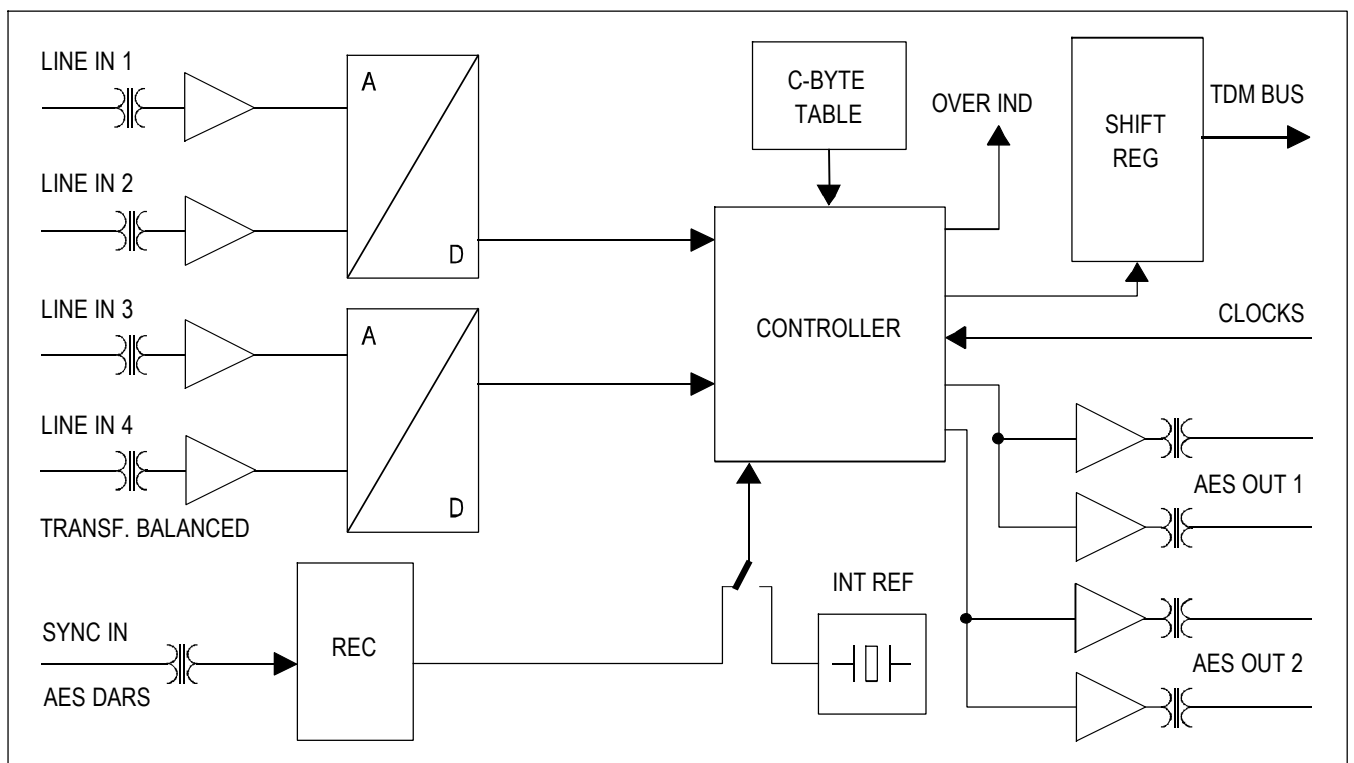 LINE IN 1
A
C-BYTE
TABLE
OVER IND
SHIFT
REG
TDM BUS
LINE IN 2
D
LINE IN 3
A
CONTROLLER
CLOCKS
LINE IN 4
D
TRANSF. BALANCED
AES OUT 1
INT REF
SYNC IN
REC
AES DARS
AES OUT 2